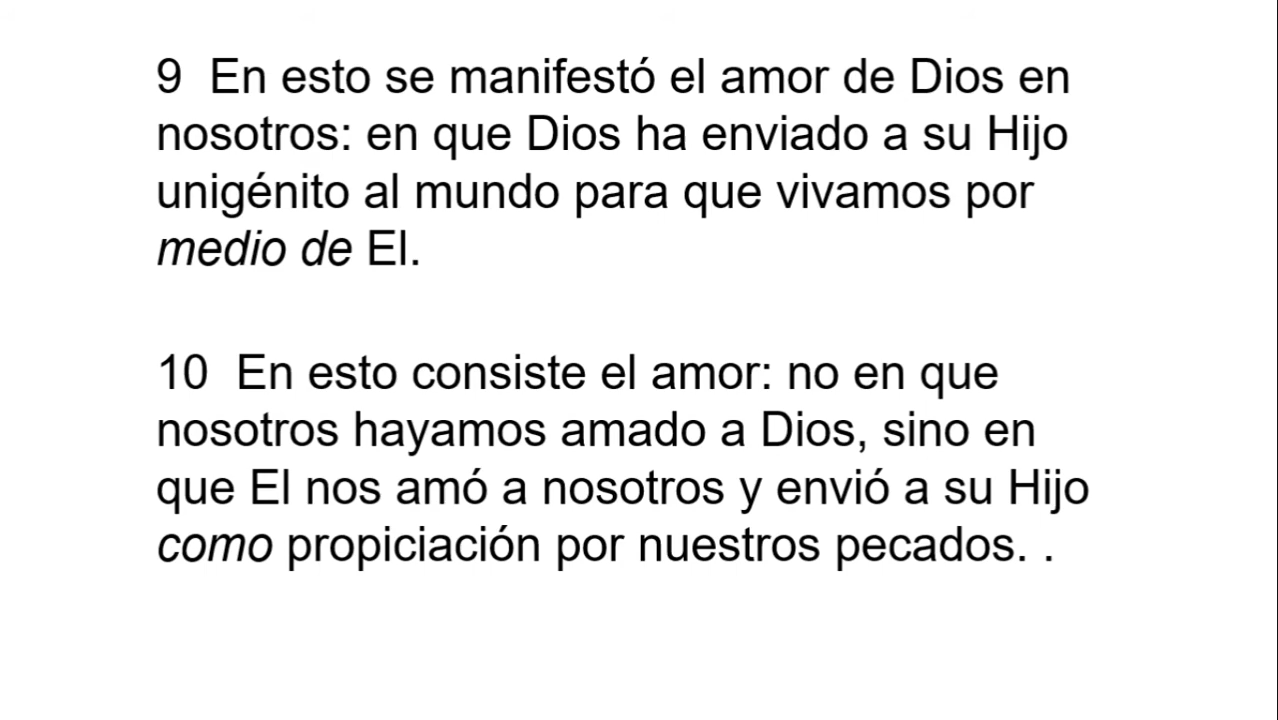 9  En esto se manifestó el amor de Dios en
nosotros: en que Dios ha enviado a su Hijo
unigénito al mundo para que vivamos por
medio de El.
10  En esto consiste el amor: no en que
nosotros hayamos amado a Dios, sino en
que El nos amó a nosotros y envió a su Hijo
como propiciación por nuestros pecados. .